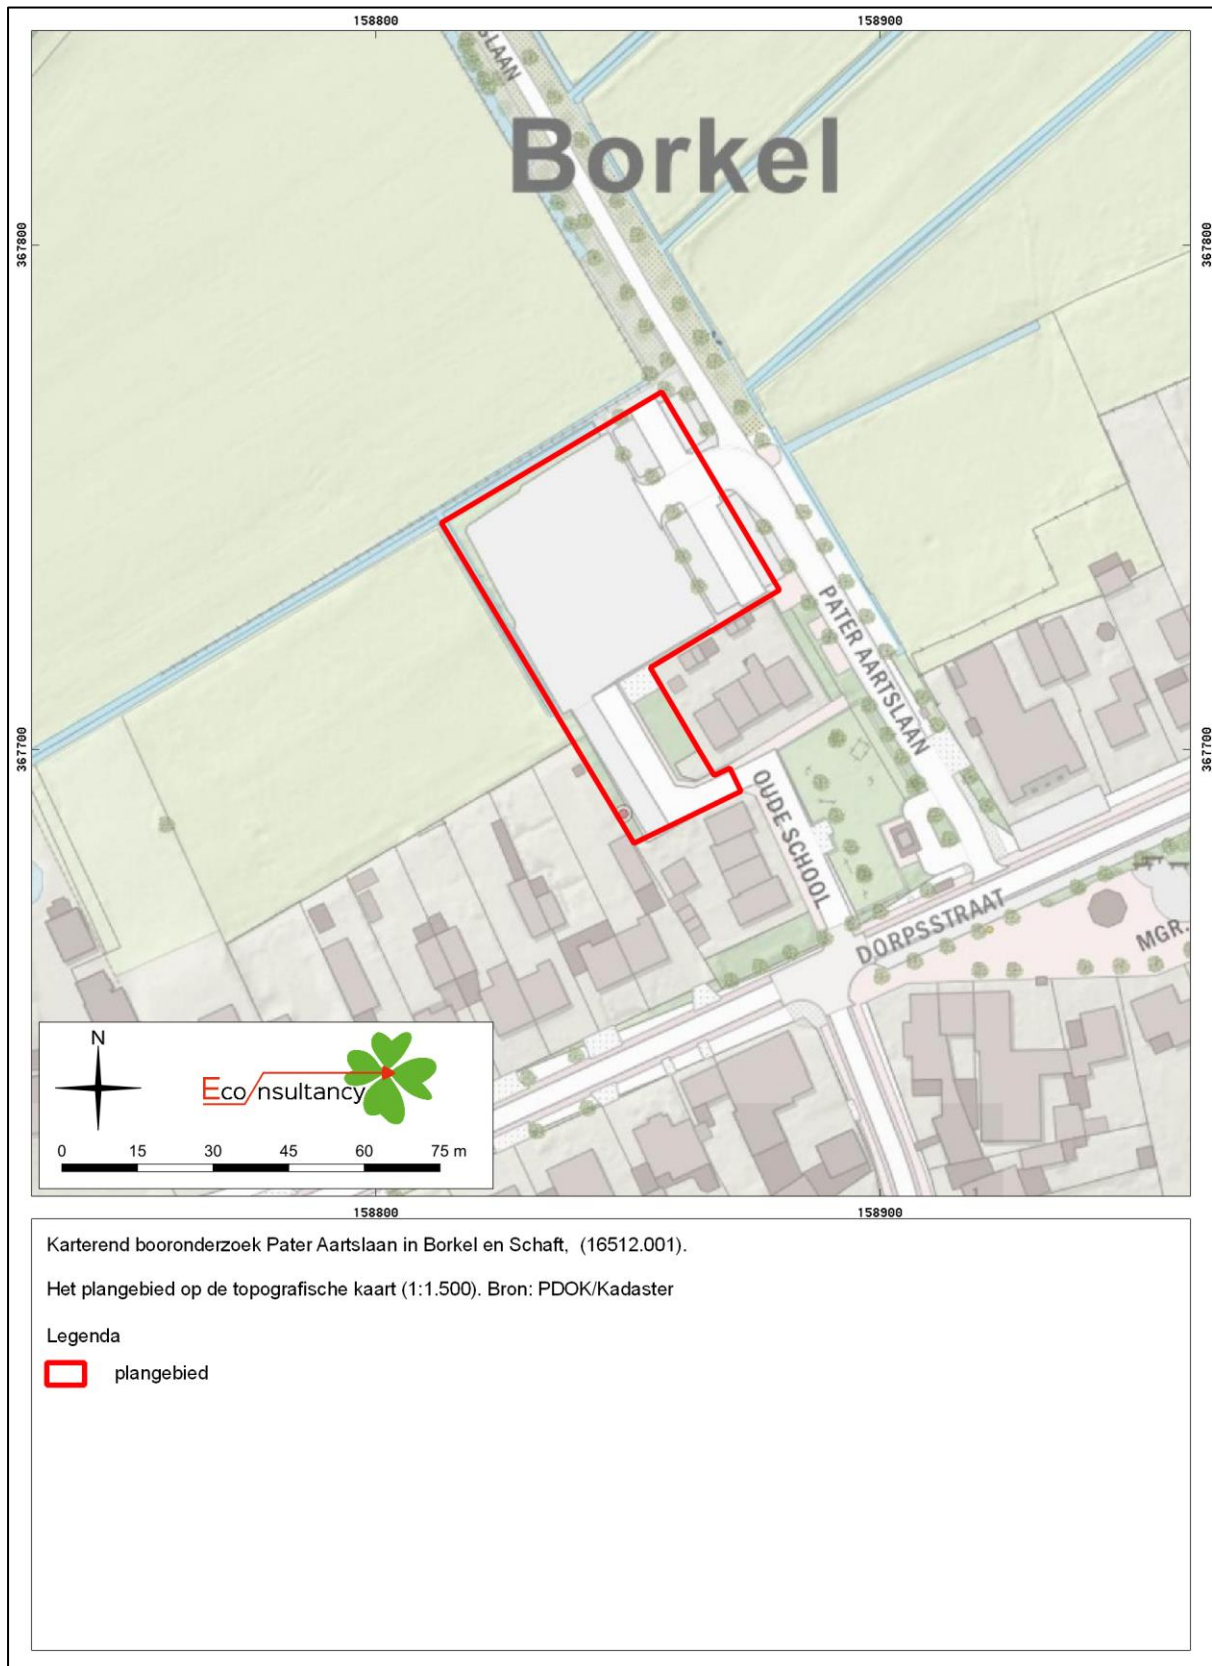 158800 158900
SLAAN
Borkel
367800 367800
PATER AARTSLAAN
367700 367700
OUDE SCHOOL
DORPSSTRAAT
MGR.
N
Eco/nsultancy
0 15 30 45 60 75 m
158800 158900
Karterend booronderzoek Pater Aartslaan in Borkel en Schaft, (16512.001).
Het plangebied op de topografische kaart (1:1.500). Bron: PDOK/Kadaster
Legenda
plangebied